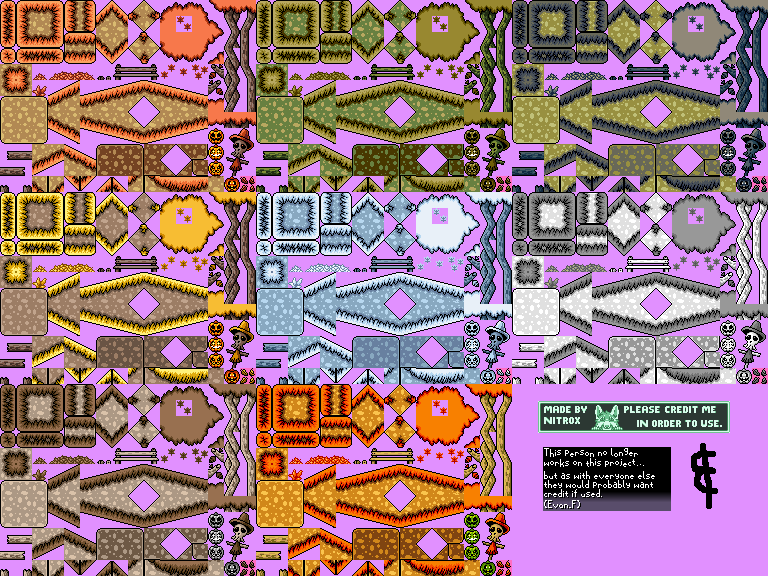 MADE BY NITROX
PLEASE CREDIT ME IN ORDER TO USE.
This Person no longer
works on this project...
but as with everyone else
they would Probably want
credit if used.
(Evan.F)